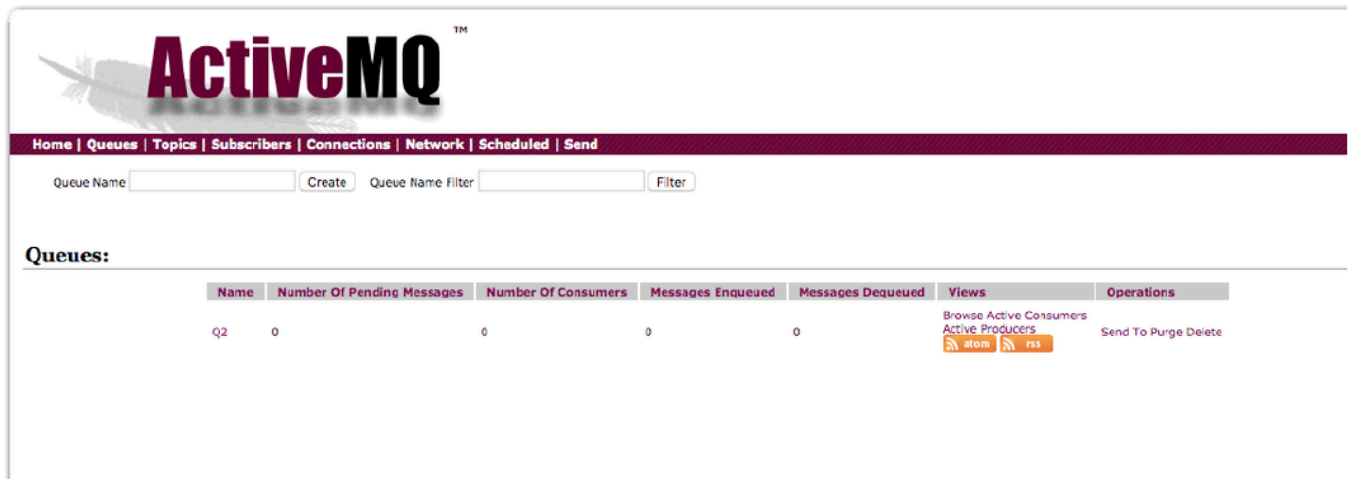 ActiveMQ ™
Home | Queues | Topics | Subscribers | Connections | Network | Scheduled | Send
Queue Name Create Queue Name Filter Filter
Queues:
Name Number Of Pending Messages Number Of Consumers Messages Enqueued Messages Dequeued Views Operations
Q2 0 0 0 0 Browse Active Consumers
Active Producers
atom rss
Send To Purge Delete